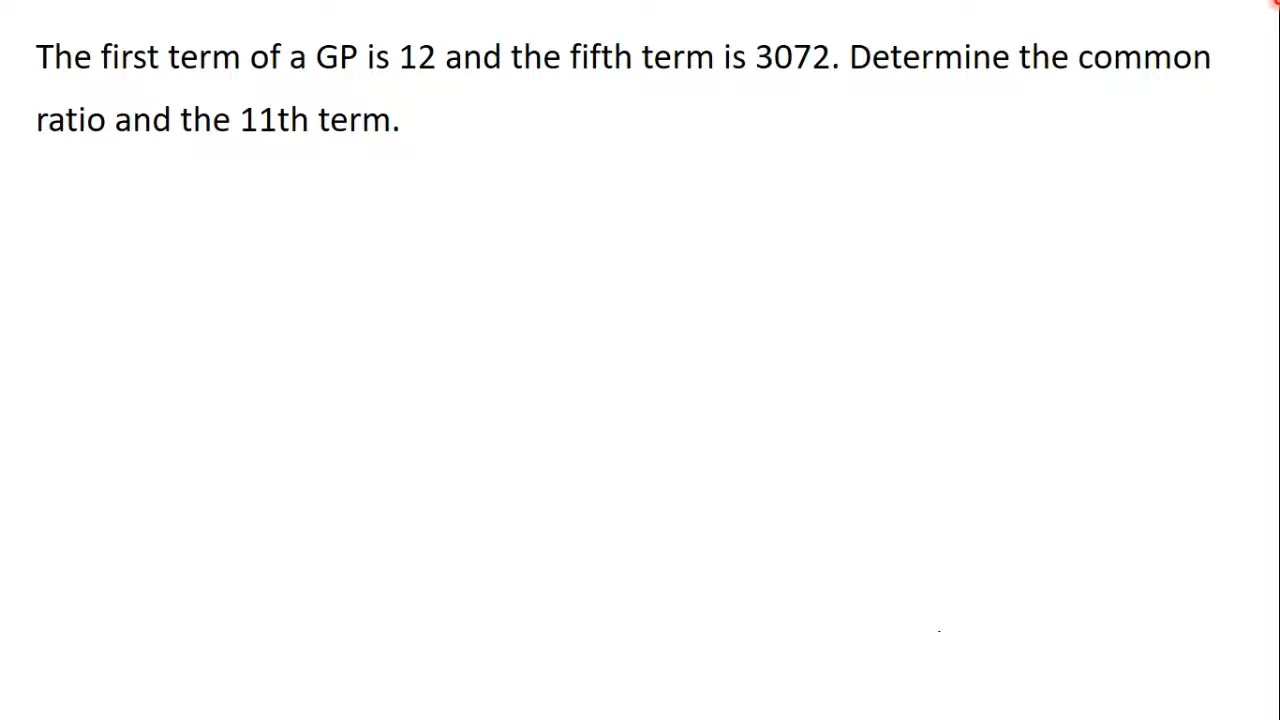 The first term of a GP is 12 and the fifth term is 3072. Determine the common
ratio and the 11th term.